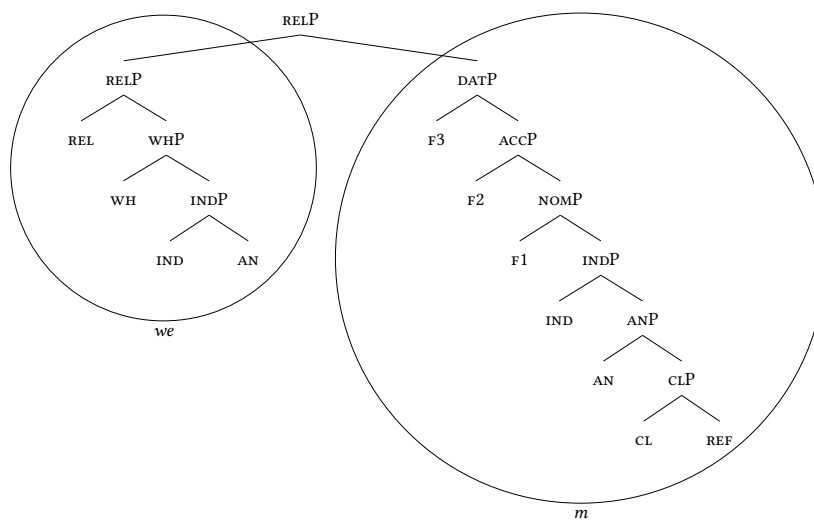 RELP
RELP DATP
REL WHP F3 ACCP
WH INDP F2 NOMP
IND AN F1 INDP
we IND ANP
AN CLP
CL REF
m